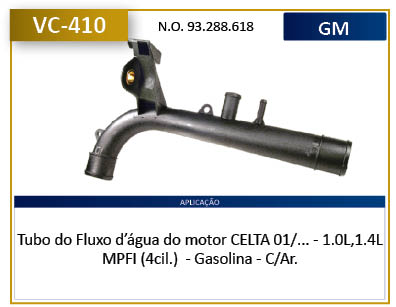 VC-410
N.O. 93.288.618
GM
APLICAÇÃO
Tubo do Fluxo d'água do motor CELTA 01/... - 1.0L,1.4L
MPFI (4cil.) - Gasolina - C/Ar.